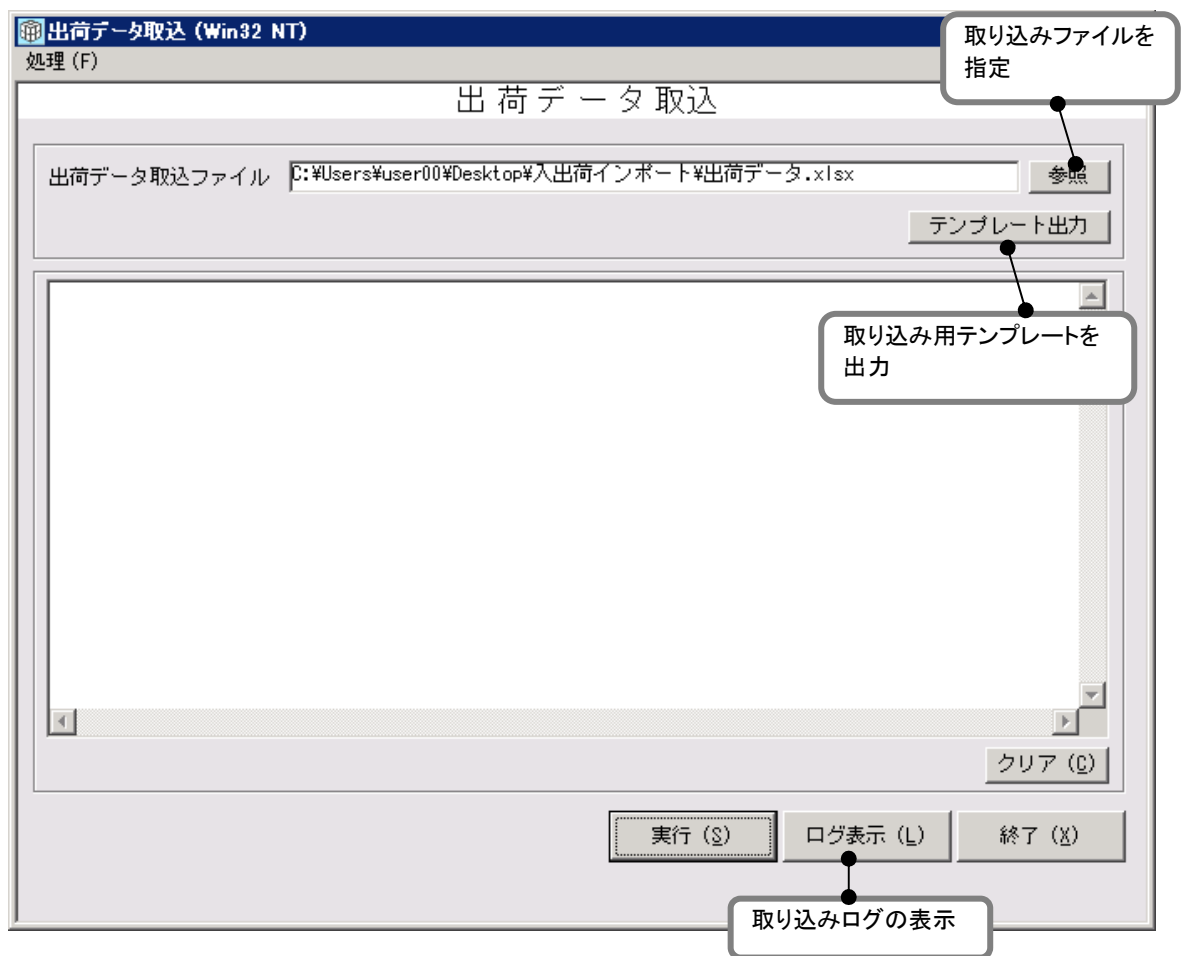 出荷データ取込 (Win32 NT)
処理(F)
取り込みファイルを
指定
出荷データ取込
出荷データ取込ファイル C:¥Users¥user00¥Desktop¥入出荷インポート¥出荷データ.xlsx 参照
テンプレート出力
取り込み用テンプレートを
出力
クリア (C)
実行 (S) ログ表示 (L) 終了 (X)
取り込みログの表示